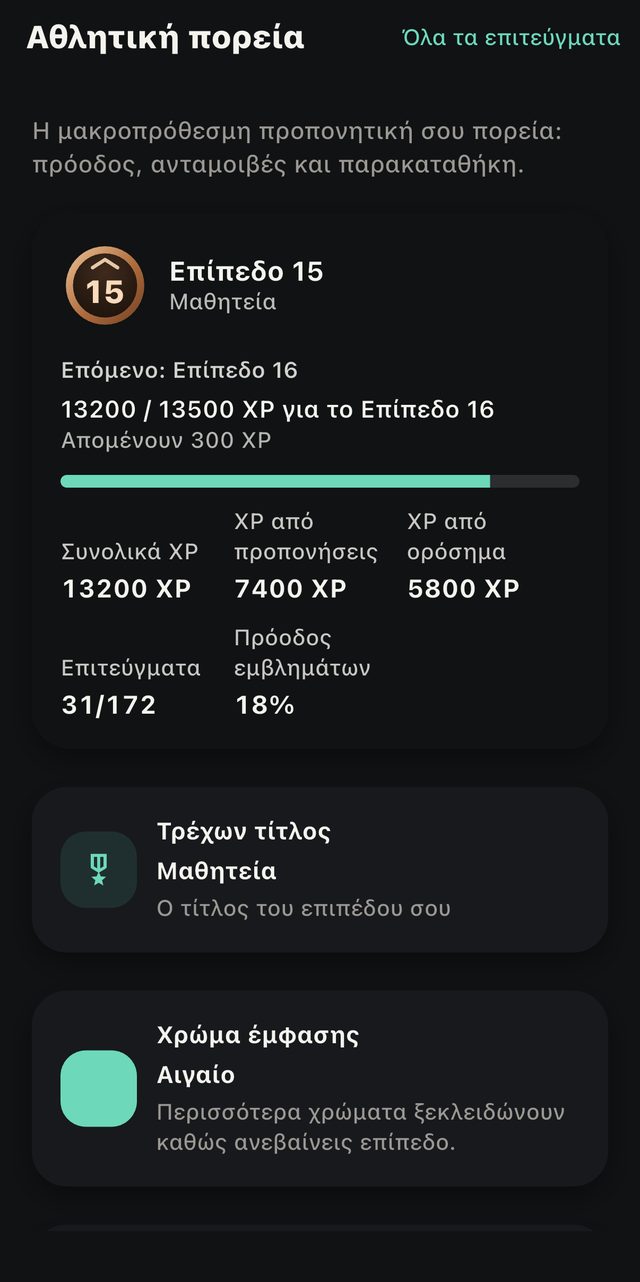 Αθλητική πορεία
Όλα τα επιτεύγματα
Η μακροπρόθεσμη προπονητική σου πορεία:
πρόοδος, ανταμοιβές και παρακαταθήκη.
15
Επίπεδο 15
Μαθητεία
Επόμενο: Επίπεδο 16
13200 / 13500 XP για το Επίπεδο 16
Απομένουν 300 XP
Συνολικά XP
13200 XP
XP από
προπονήσεις
7400 XP
XP από
ορόσημα
5800 XP
Επιτεύγματα
31/172
Πρόοδος
εμβλημάτων
18%
Τρέχων τίτλος
Μαθητεία
Ο τίτλος του επιπέδου σου
Χρώμα έμφασης
Αιγαίο
Περισσότερα χρώματα ξεκλειδώνουν
καθώς ανεβαίνεις επίπεδο.